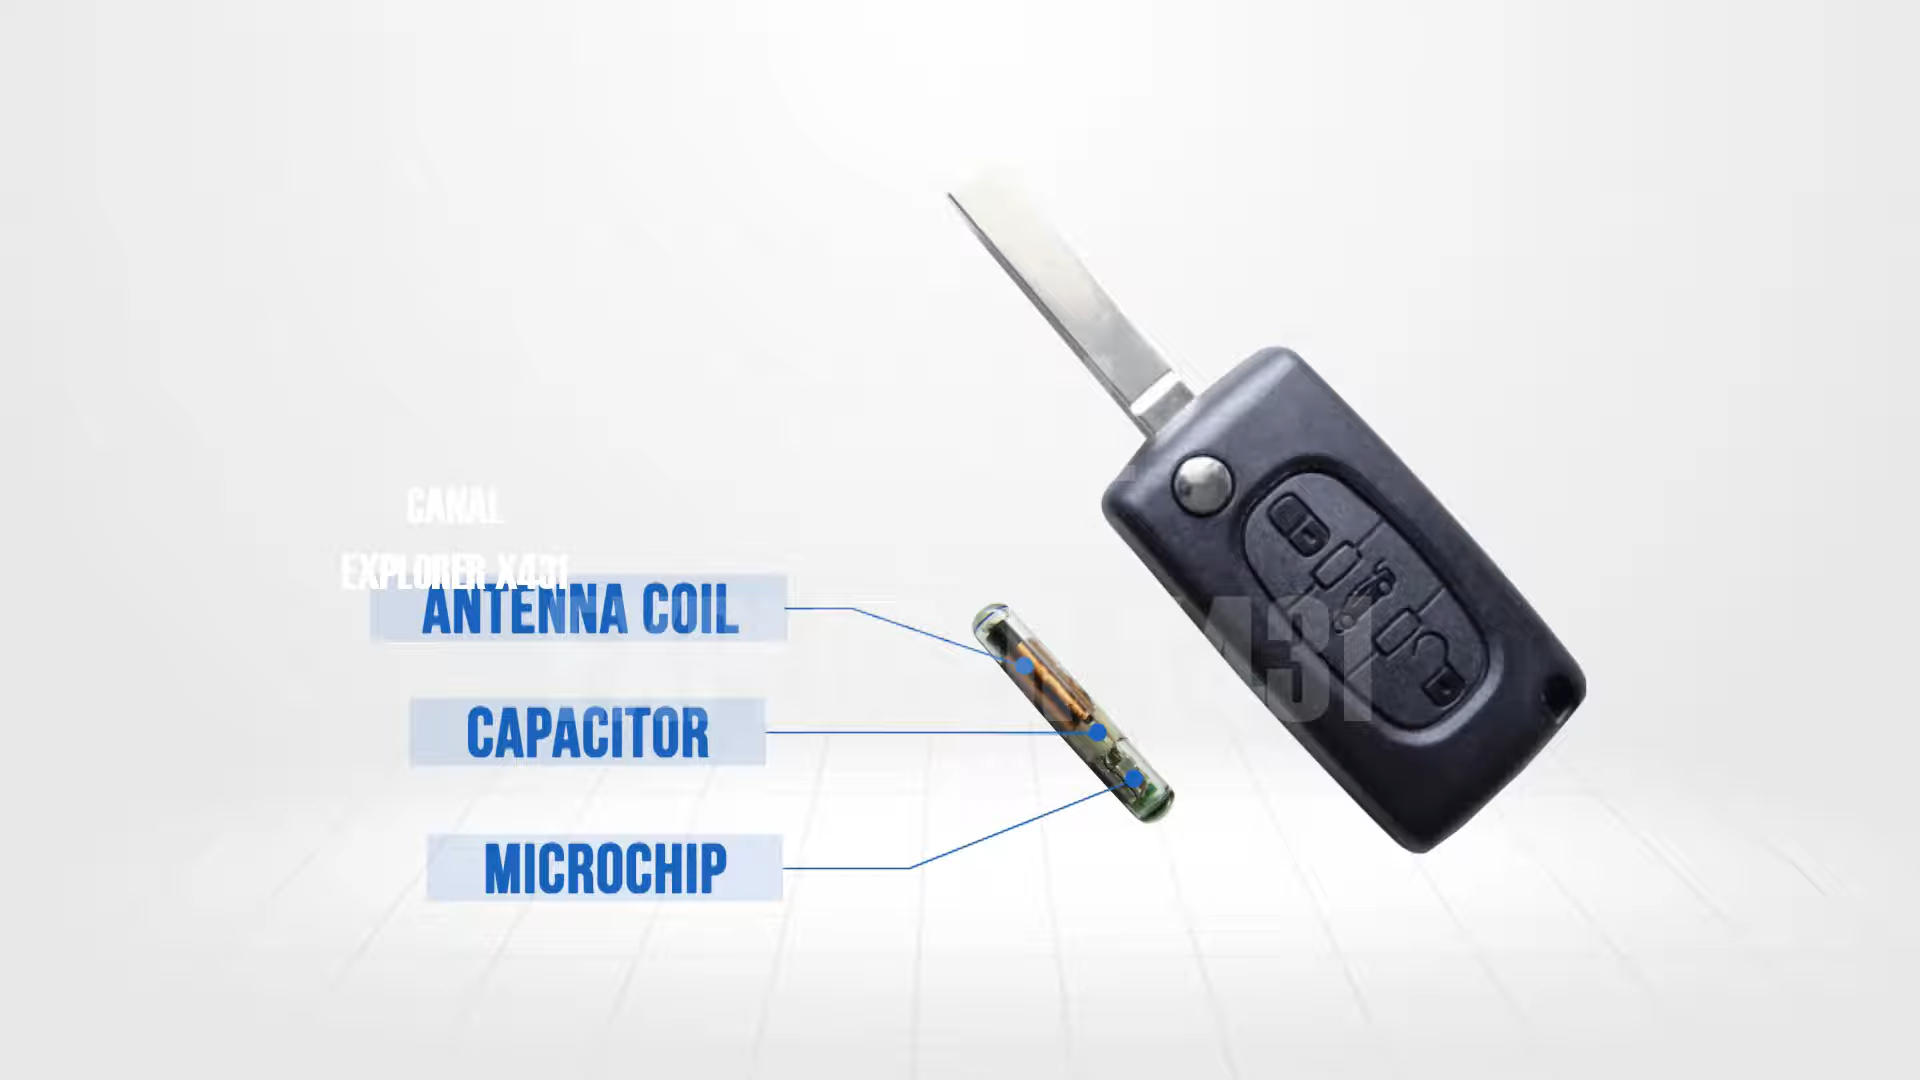 CANAL
EXPLORER X431
ANTENNA COIL
CAPACITOR
MICROCHIP